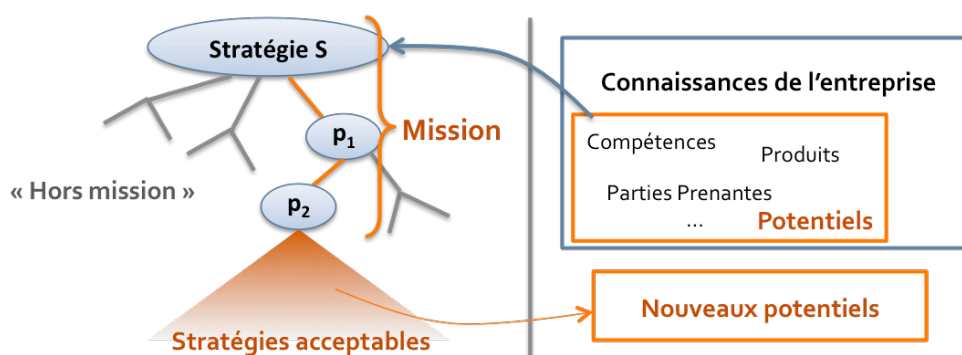 Stratégie S
p1
Mission
« Hors mission »
p2
Stratégies acceptables
Connaissances de l’entreprise
Compétences
Produits
Parties Prenantes
...
Potentiels
Nouveaux potentiels